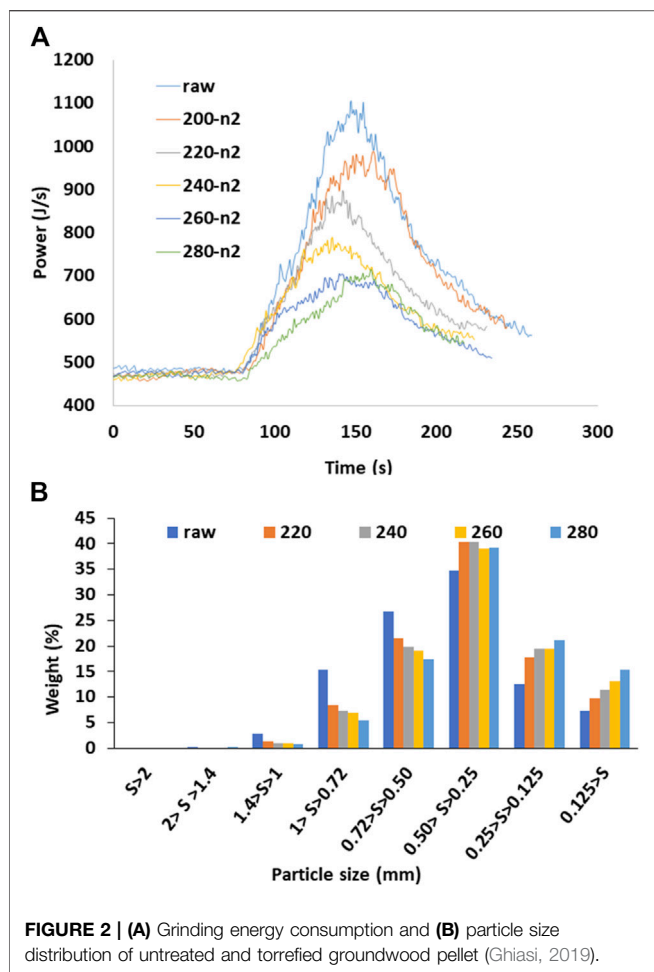 A
1200
1100
1000
900
800
700
600
500
400
Power (J/s)
raw
200-n2
220-n2
240-n2
260-n2
280-n2
0 50 100 150 200 250 300
Time (s)
B
45
40
35
30
25
20
15
10
5
0
Weight (%)
raw 220 240 260 280
S>2
2> S >1.4
1.4>S>1
1> S>0.72
0.72>S>0.50
0.50> S>0.25
0.25>S>0.125
0.125>S
Particle size (mm)
FIGURE 2 | (A) Grinding energy consumption and (B) particle size
distribution of untreated and torrefied groundwood pellet (Ghiasi, 2019).